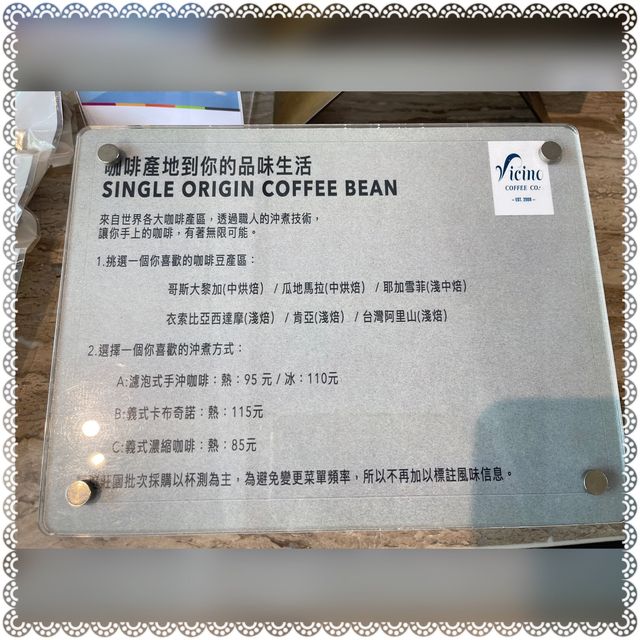 咖啡產地到你的品味生活
SINGLE ORIGIN COFFEE BEAN
Vicino
COFFEE CO.
- EST. 2008 -
來自世界各大咖啡產區,透過職人的沖煮技術,
讓你手上的咖啡,有著無限可能。
1.挑選一個你喜歡的咖啡豆產區:
哥斯大黎加(中烘焙) / 瓜地馬拉(中烘焙) / 耶加雪菲(淺中焙)
衣索比亞西達摩(淺焙) / 肯亞(淺焙) / 台灣阿里山(淺焙)
2.選擇一個你喜歡的沖煮方式:
A:濾泡式手沖咖啡:熱:95 元 / 冰:110元
B:義式卡布奇諾:熱:115元
C:義式濃縮咖啡:熱:85元
莊園批次採購以杯測為主,為避免變更菜單頻率,所以不再加以標註風味信息。